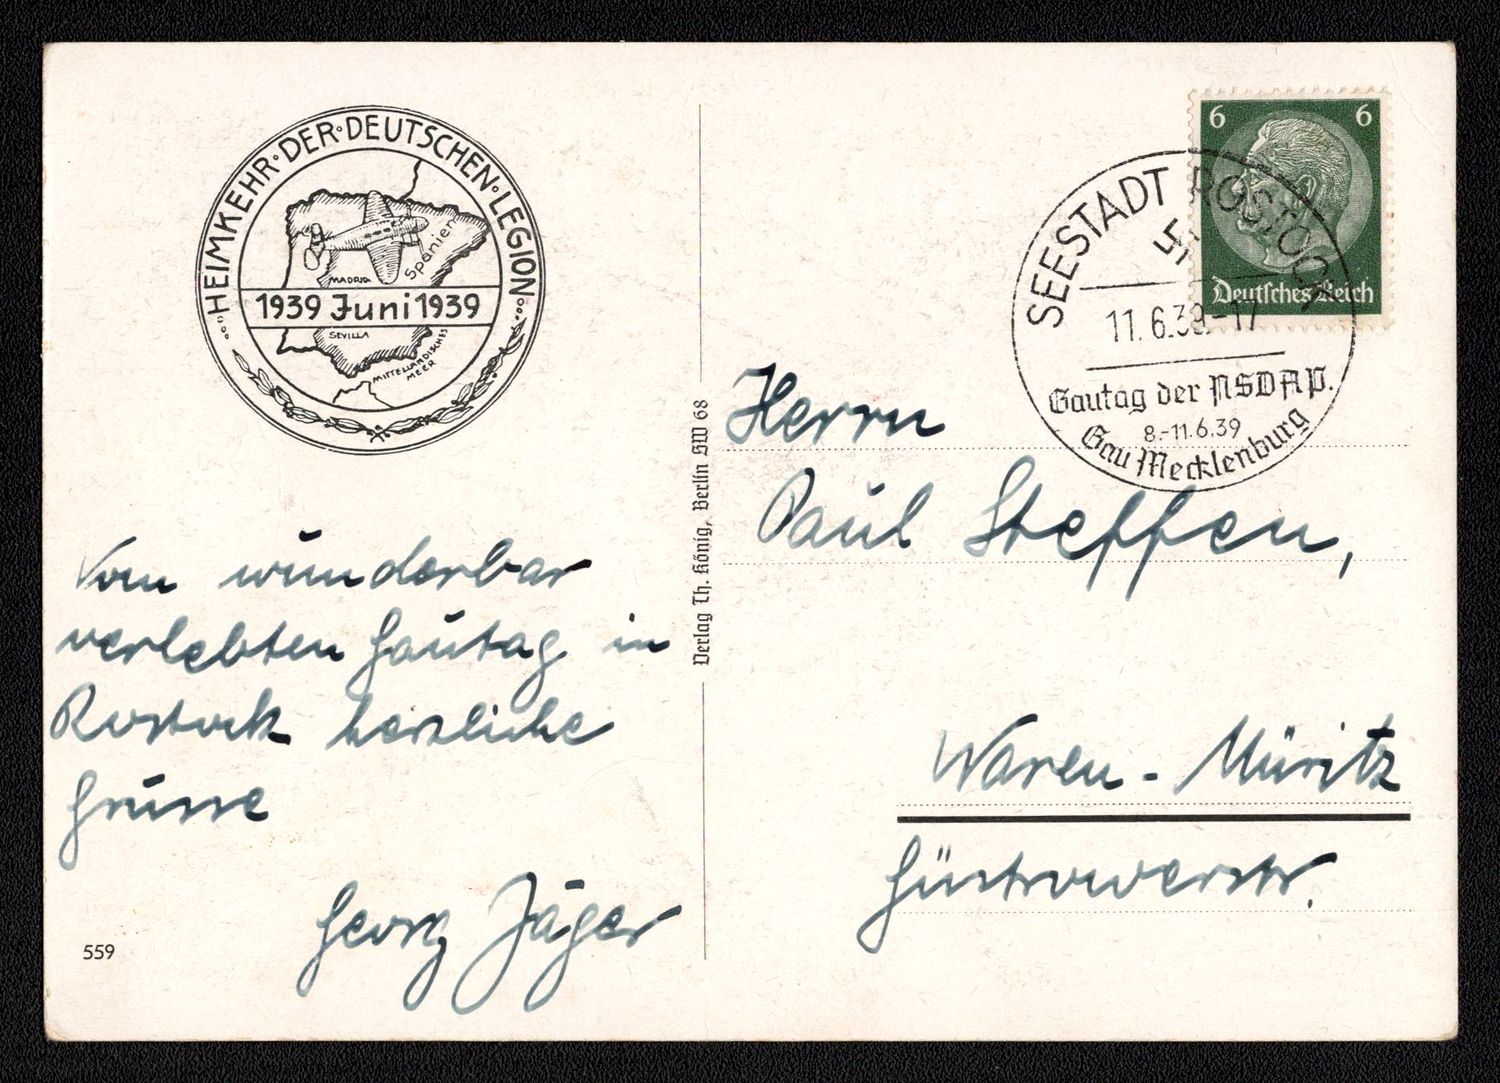 HEIMKEHR · DER · DEUTSCHEN · LEGION
Spanien
MADRID
1939 Juni 1939
SEVILLA
MITTELLÄNDISCHES
MEER
6 6
Deutsches Reich
SEESTADT ROSTOCK
11.6.39.-17
Gautag der NSDAP.
8.-11.6.39
Gau Mecklenburg
Vom wunderbar
verlebten Gautag in
Rostock herzliche
Grüsse
Georg Jäger
559
Verlag Th. König, Berlin SW 68
Herrn
Paul Steffen,
Waren - Müritz
Güstrowerstr.